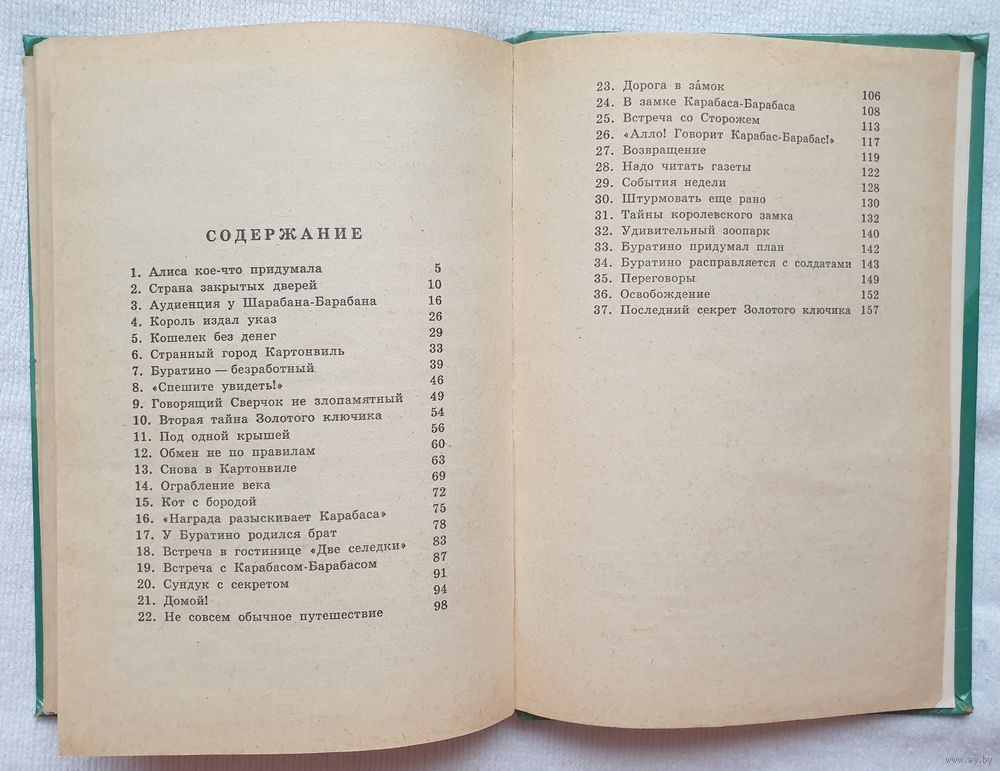 СОДЕРЖАНИЕ
1. Алиса кое-что придумала 5
2. Страна закрытых дверей 10
3. Аудиенция у Шарабана-Барабана 16
4. Король издал указ 26
5. Кошелек без денег 29
6. Странный город Картонвиль 33
7. Буратино — безработный 39
8. «Спешите увидеть!» 46
9. Говорящий Сверчок не злопамятный 49
10. Вторая тайна Золотого ключика 54
11. Под одной крышей 56
12. Обмен не по правилам 60
13. Снова в Картонвиле 63
14. Ограбление века 69
15. Кот с бородой 72
16. «Награда разыскивает Карабаса» 75
17. У Буратино родился брат 78
18. Встреча в гостинице «Две селедки» 83
19. Встреча с Карабасом-Барабасом 87
20. Сундук с секретом 91
21. Домой! 94
22. Не совсем обычное путешествие 98
23. Дорога в за́мок 106
24. В замке Карабаса-Барабаса 108
25. Встреча со Сторожем 113
26. «Алло! Говорит Карабас-Барабас!» 117
27. Возвращение 119
28. Надо читать газеты 122
29. События недели 128
30. Штурмовать еще рано 130
31. Тайны королевского замка 132
32. Удивительный зоопарк 140
33. Буратино придумал план 142
34. Буратино расправляется с солдатами 143
35. Переговоры 149
36. Освобождение 152
37. Последний секрет Золотого ключика 157
www.ay.by